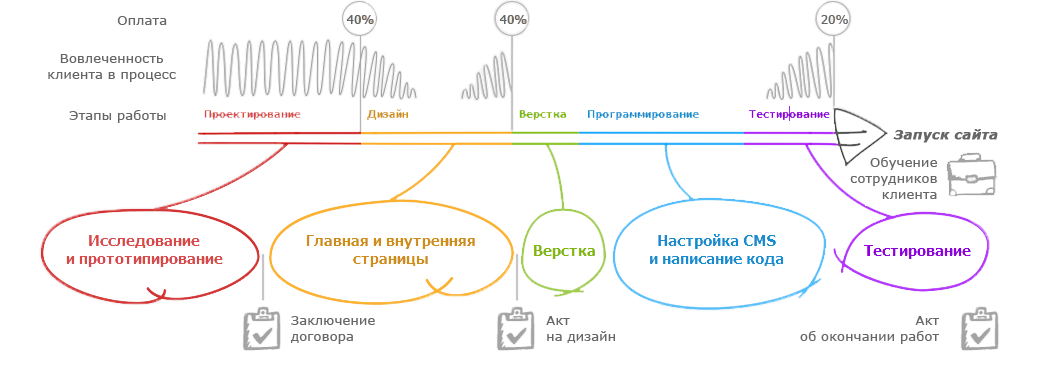 Оплата
40%
40%
20%
Вовлеченность
клиента в процесс
Этапы работы
Проектирование
Дизайн
Верстка
Программирование
Тестирование
Запуск сайта
Обучение
сотрудников
клиента
Исследование
и прототипирование
Главная и внутренняя
страницы
Верстка
Настройка CMS
и написание кода
Тестирование
Заключение
договора
Акт
на дизайн
Акт
об окончании работ